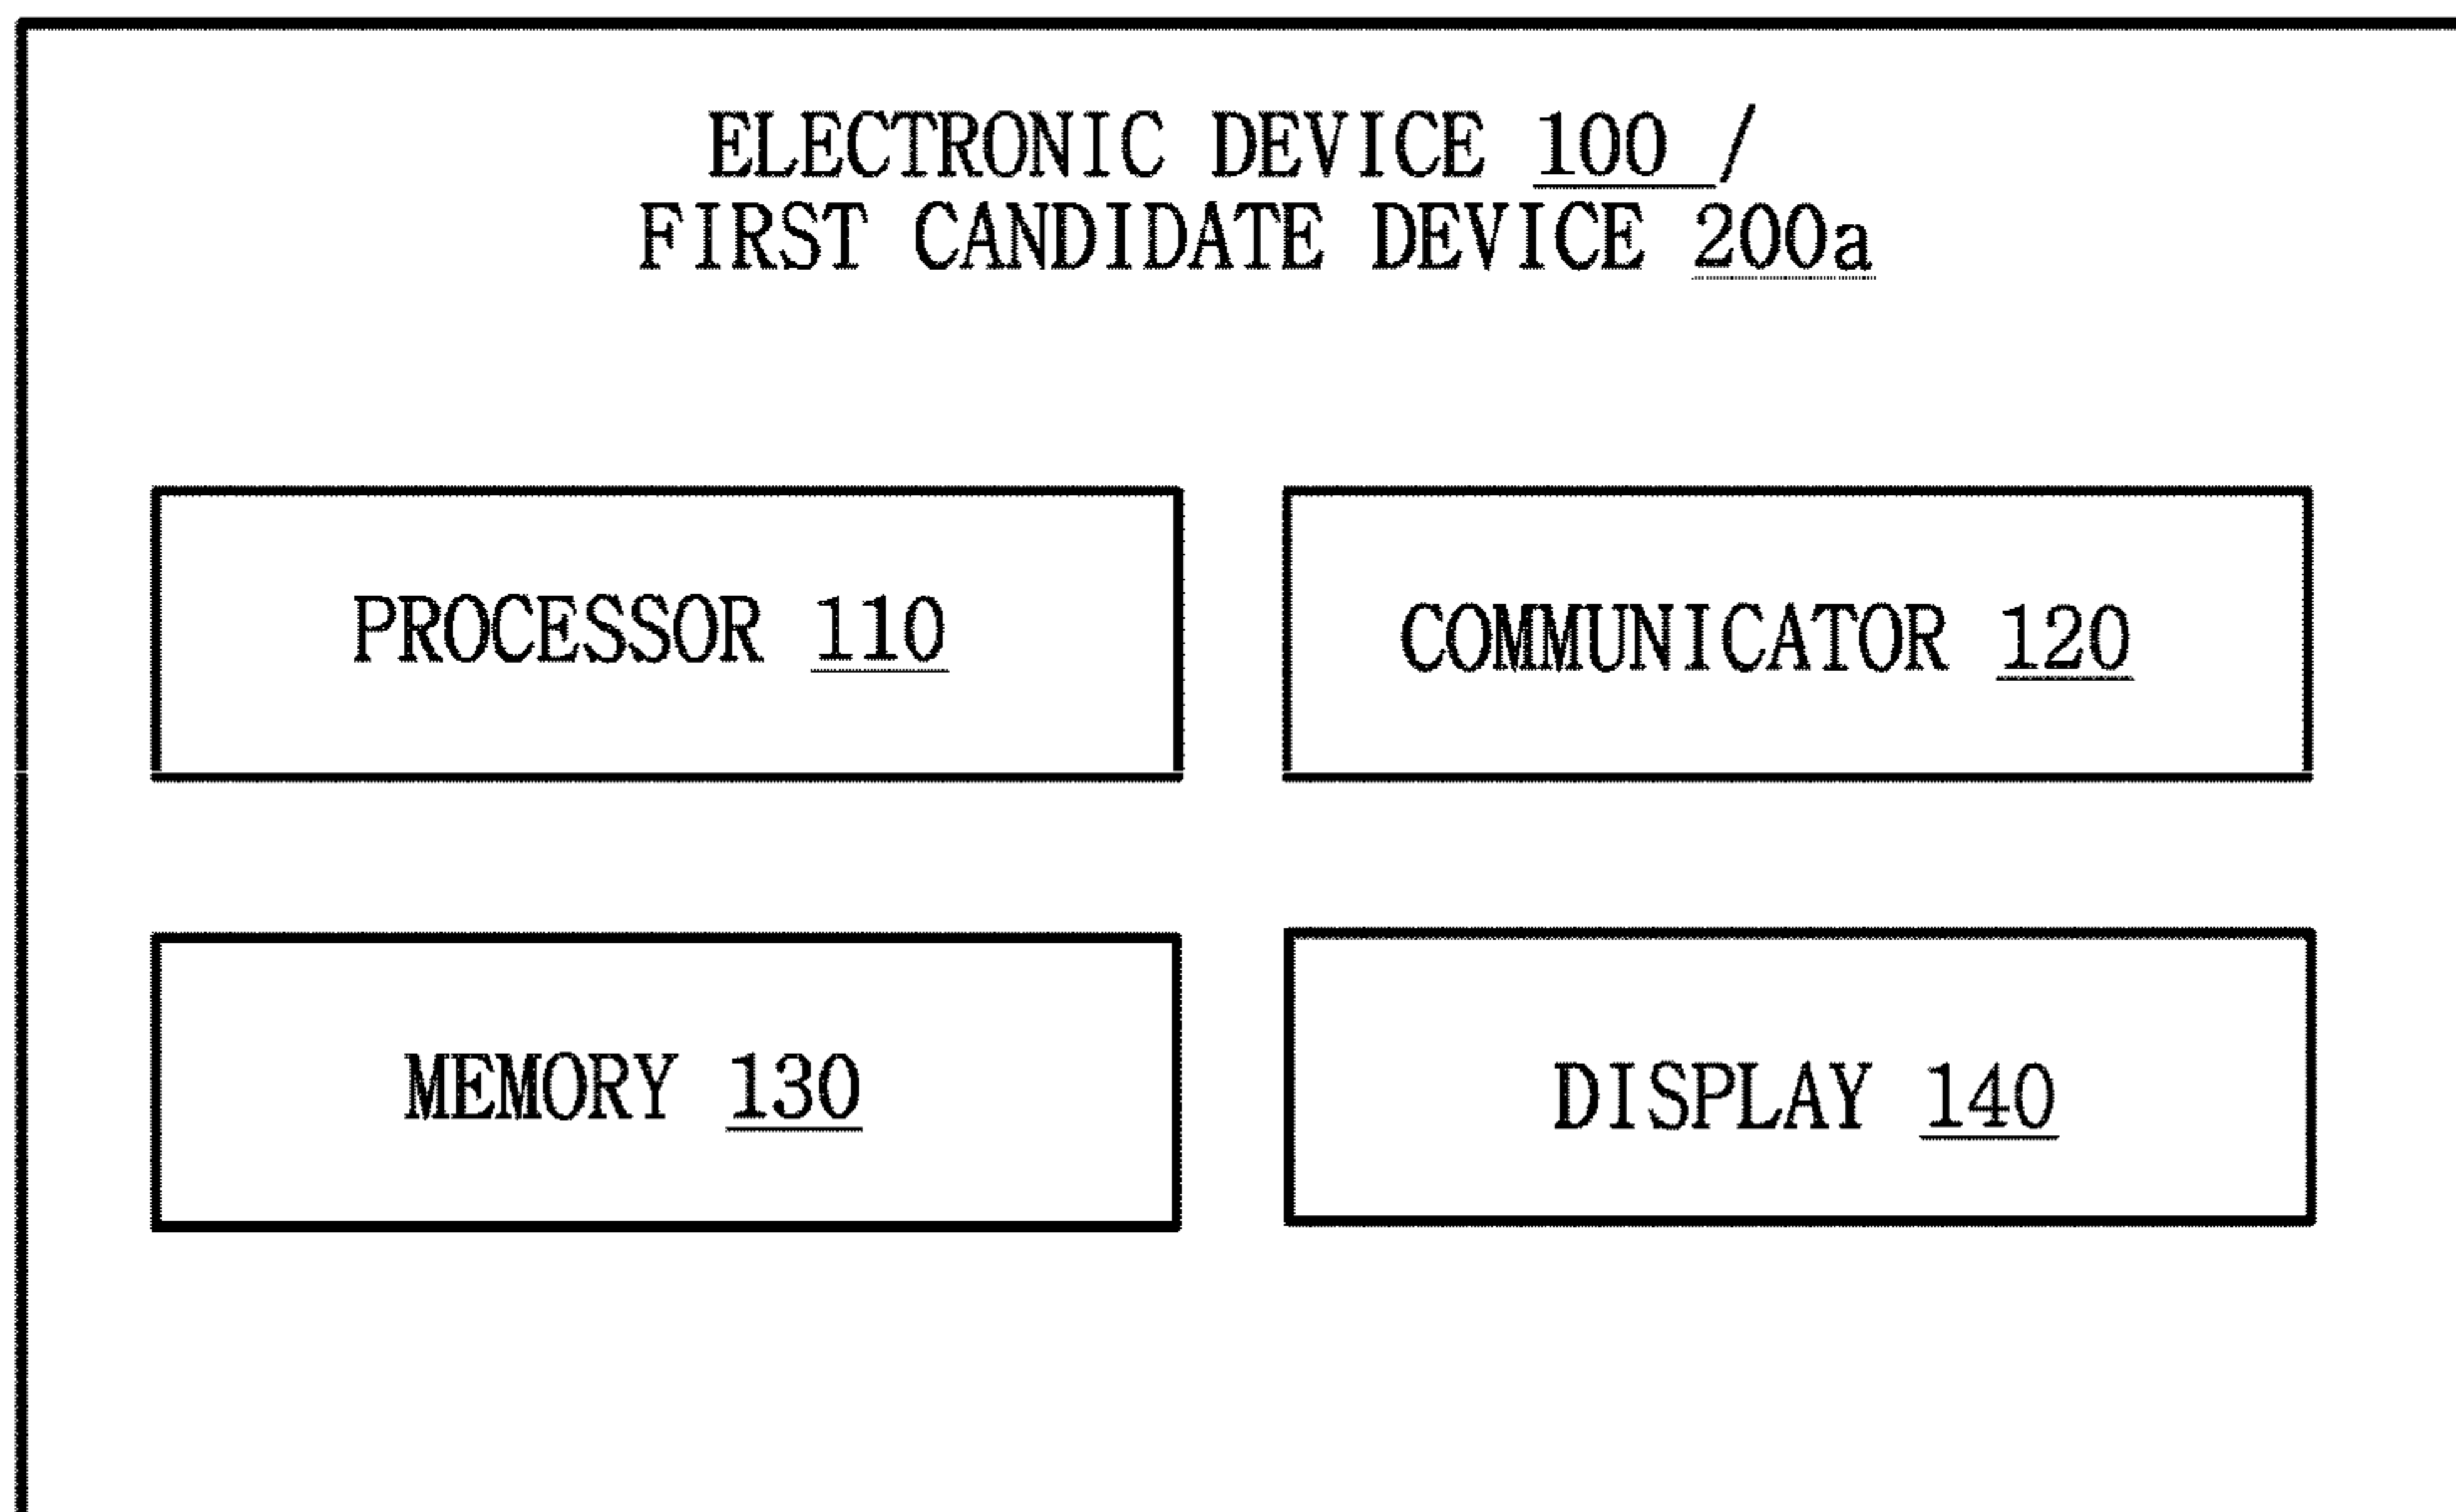 ELECTRONIC DEVICE 100 /
FIRST CANDIDATE DEVICE 200a
PROCESSOR 110
COMMUNICATOR 120
MEMORY 130
DISPLAY 140